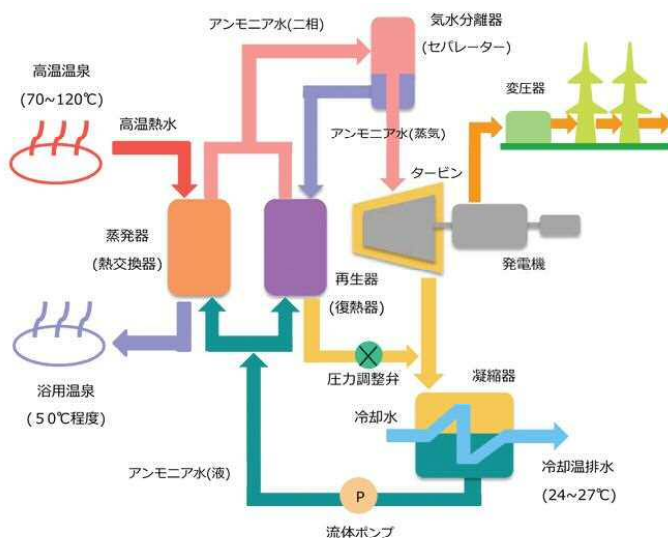 アンモニア水(二相)
気水分離器
(セパレーター)
高温温泉
(70~120℃)
高温熱水
変圧器
アンモニア水(蒸気)
タービン
蒸発器
(熱交換器)
再生器
(復熱器)
発電機
浴用温泉
(50℃程度)
圧力調整弁
凝縮器
冷却水
アンモニア水(液)
冷却温排水
(24~27℃)
P
流体ポンプ